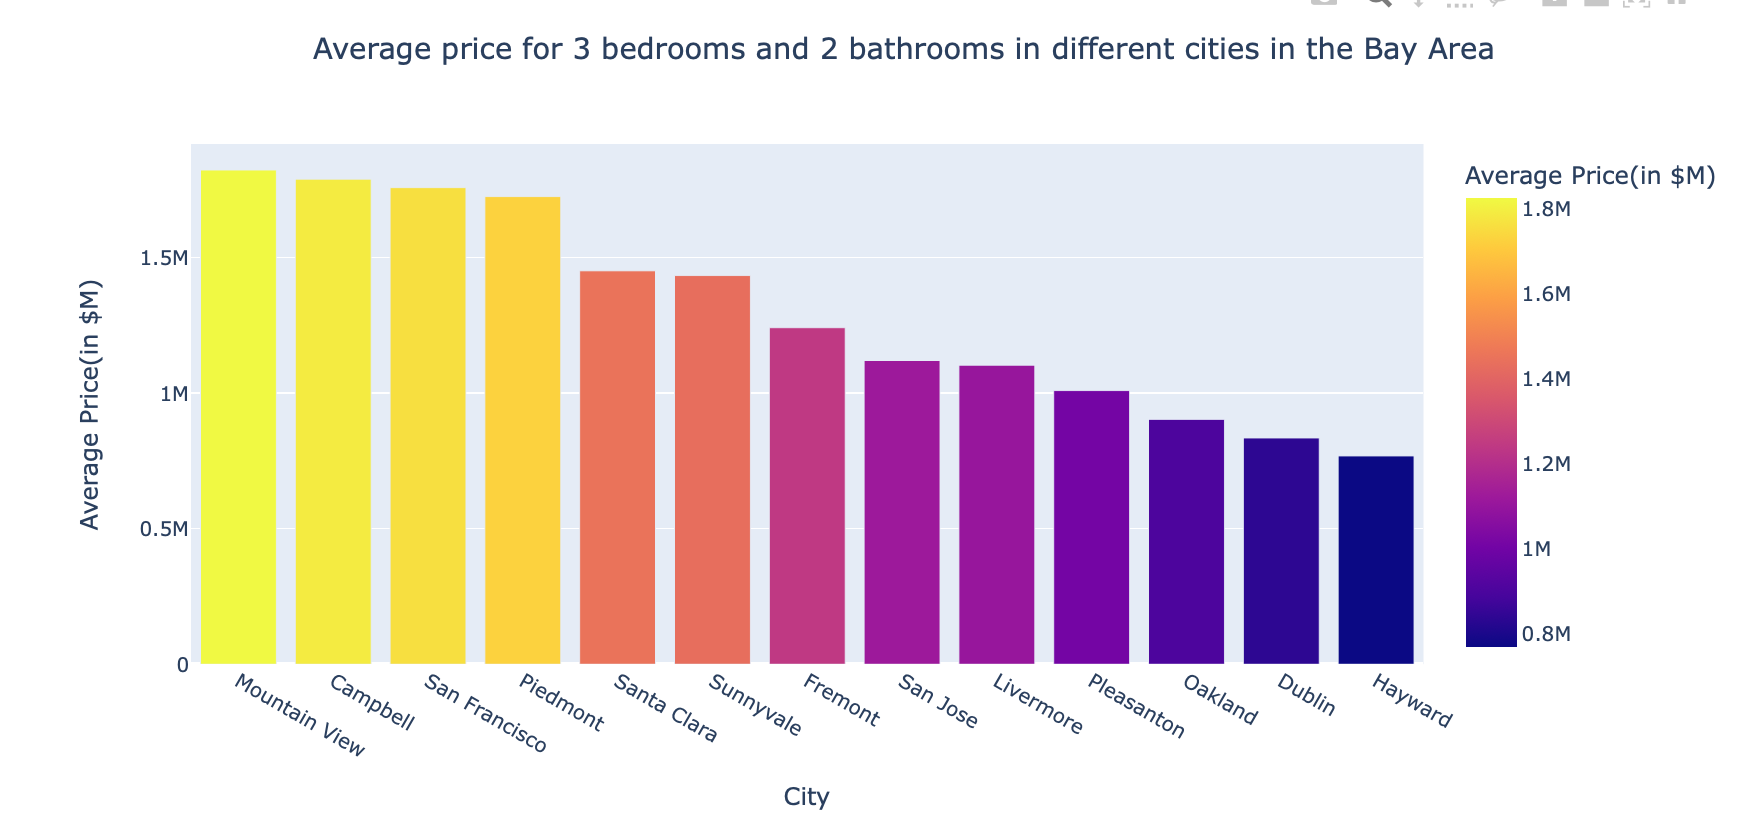 Average price for 3 bedrooms and 2 bathrooms in different cities in the Bay Area
Average Price(in $M)
1.5M
1M
0.5M
0
Mountain View
Campbell
San Francisco
Piedmont
Santa Clara
Sunnyvale
Fremont
San Jose
Livermore
Pleasanton
Oakland
Dublin
Hayward
City
Average Price(in $M)
1.8M
1.6M
1.4M
1.2M
1M
0.8M